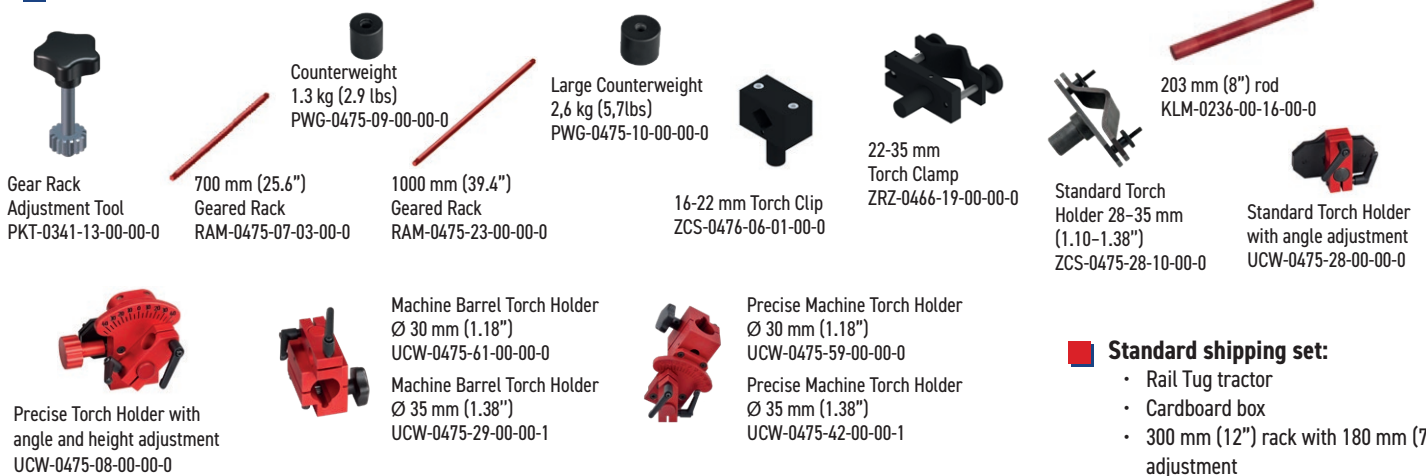 Gear Rack
Adjustment Tool
PKT-0341-13-00-00-0
700 mm (25.6”)
Geared Rack
RAM-0475-07-03-00-0
Counterweight
1.3 kg (2.9 lbs)
PWG-0475-09-00-00-0
1000 mm (39.4”)
Geared Rack
RAM-0475-23-00-00-0
Large Counterweight
2,6 kg (5,7lbs)
PWG-0475-10-00-00-0
16-22 mm Torch Clip
ZCS-0476-06-01-00-0
22-35 mm
Torch Clamp
ZRZ-0466-19-00-00-0
Standard Torch
Holder 28–35 mm
(1.10–1.38”)
ZCS-0475-28-10-00-0
203 mm (8”) rod
KLM-0236-00-16-00-0
Standard Torch Holder
with angle adjustment
UCW-0475-28-00-00-0
Precise Torch Holder with
angle and height adjustment
UCW-0475-08-00-00-0
Machine Barrel Torch Holder
Ø 30 mm (1.18”)
UCW-0475-61-00-00-0
Machine Barrel Torch Holder
Ø 35 mm (1.38”)
UCW-0475-29-00-00-1
Precise Machine Torch Holder
Ø 30 mm (1.18”)
UCW-0475-59-00-00-0
Precise Machine Torch Holder
Ø 35 mm (1.38”)
UCW-0475-42-00-00-1
Standard shipping set:
• Rail Tug tractor
• Cardboard box
• 300 mm (12”) rack with 180 mm (7
adjustment